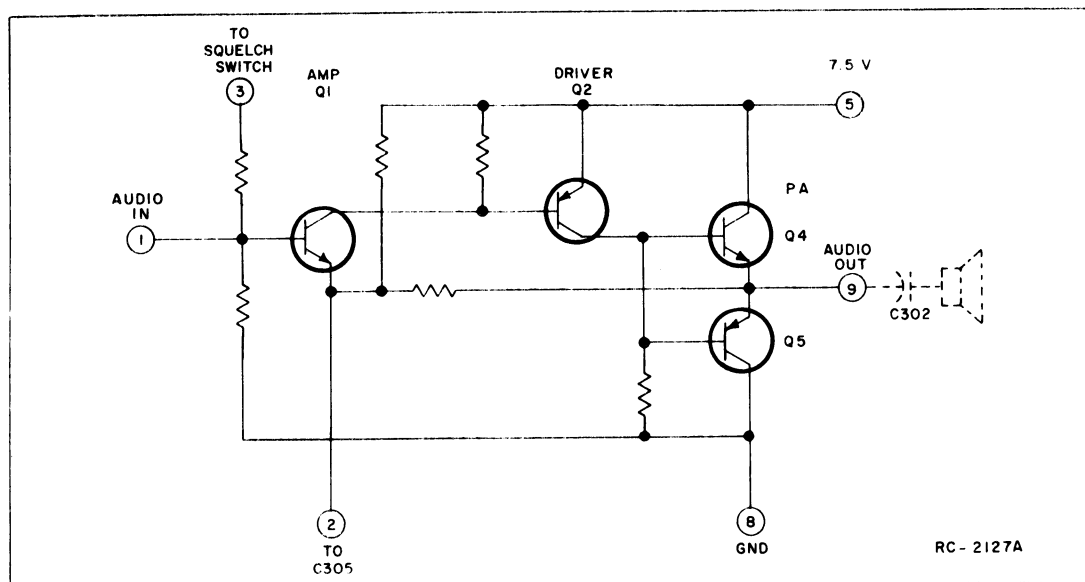 TO
SQUELCH
SWITCH
3
AMP
Q1
DRIVER
Q2
7.5 V
5
AUDIO
IN
1
PA
Q4
AUDIO
OUT
9
C302
Q5
2
TO
C305
8
GND
RC-2127A